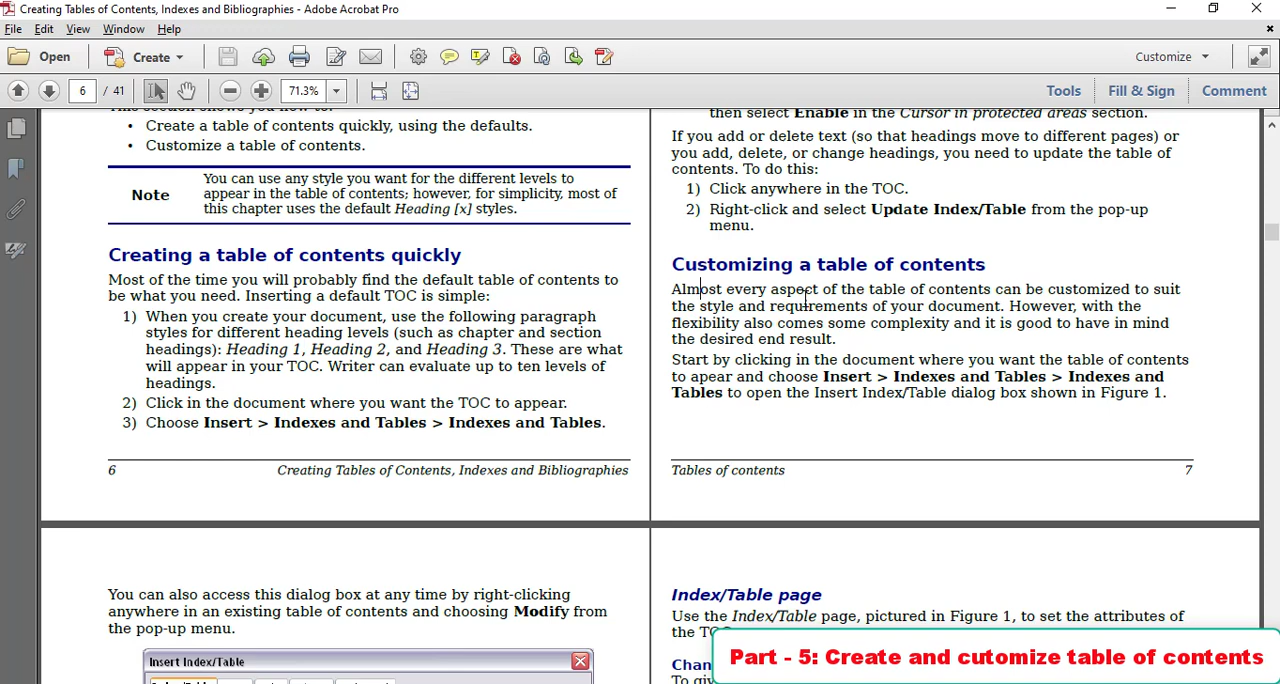 Creating Tables of Contents, Indexes and Bibliographies - Adobe Acrobat Pro
File Edit View Window Help
Open Create Customize
6 / 41 71.3% Tools Fill & Sign Comment
• Create a table of contents quickly, using the defaults.
• Customize a table of contents.
Note
You can use any style you want for the different levels to
appear in the table of contents; however, for simplicity, most of
this chapter uses the default Heading [x] styles.
Creating a table of contents quickly
Most of the time you will probably find the default table of contents to
be what you need. Inserting a default TOC is simple:
1) When you create your document, use the following paragraph
styles for different heading levels (such as chapter and section
headings): Heading 1, Heading 2, and Heading 3. These are what
will appear in your TOC. Writer can evaluate up to ten levels of
headings.
2) Click in the document where you want the TOC to appear.
3) Choose Insert > Indexes and Tables > Indexes and Tables.
6 Creating Tables of Contents, Indexes and Bibliographies
then select Enable in the Cursor in protected areas section.
If you add or delete text (so that headings move to different pages) or
you add, delete, or change headings, you need to update the table of
contents. To do this:
1) Click anywhere in the TOC.
2) Right-click and select Update Index/Table from the pop-up
menu.
Customizing a table of contents
Almost every aspect of the table of contents can be customized to suit
the style and requirements of your document. However, with the
flexibility also comes some complexity and it is good to have in mind
the desired end result.
Start by clicking in the document where you want the table of contents
to apear and choose Insert > Indexes and Tables > Indexes and
Tables to open the Insert Index/Table dialog box shown in Figure 1.
Tables of contents 7
You can also access this dialog box at any time by right-clicking
anywhere in an existing table of contents and choosing Modify from
the pop-up menu.
Insert Index/Table
Index/Table page
Use the Index/Table page, pictured in Figure 1, to set the attributes of
the
Part - 5: Create and cutomize table of contents